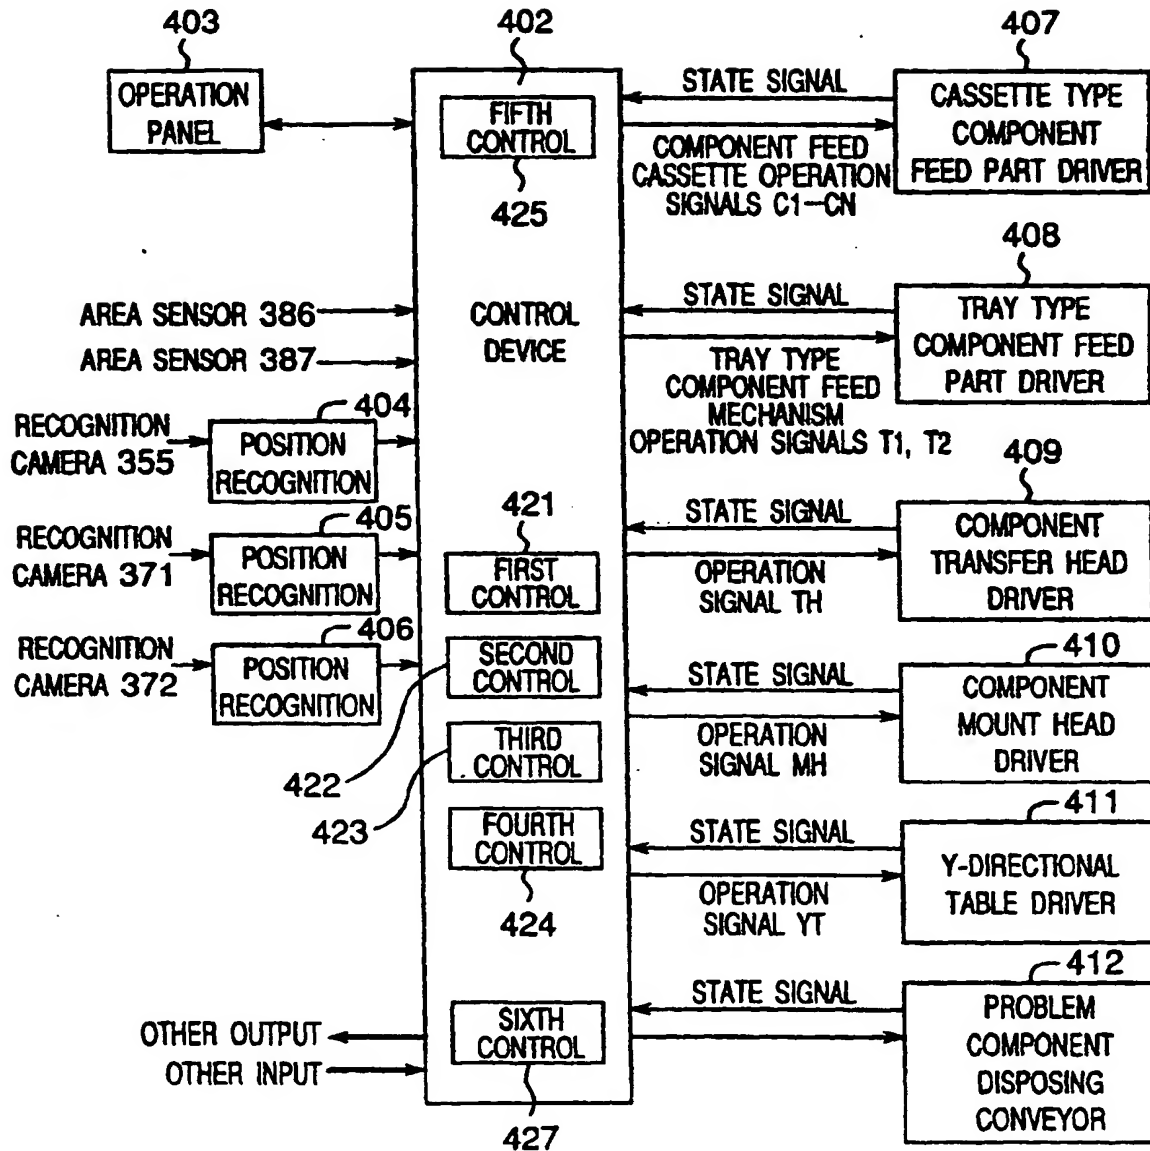 403
402
407
OPERATION
PANEL
FIFTH
CONTROL
425
STATE SIGNAL
COMPONENT FEED
CASSETTE OPERATION
SIGNALS C1-CN
CASSETTE TYPE
COMPONENT
FEED PART DRIVER
408
AREA SENSOR 386
AREA SENSOR 387
CONTROL
DEVICE
STATE SIGNAL
TRAY TYPE
COMPONENT FEED
MECHANISM
OPERATION SIGNALS T1, T2
TRAY TYPE
COMPONENT FEED
PART DRIVER
404
RECOGNITION
CAMERA 355
POSITION
RECOGNITION
409
405
RECOGNITION
CAMERA 371
POSITION
RECOGNITION
421
FIRST
CONTROL
STATE SIGNAL
OPERATION
SIGNAL TH
COMPONENT
TRANSFER HEAD
DRIVER
406
RECOGNITION
CAMERA 372
POSITION
RECOGNITION
SECOND
CONTROL
422
410
STATE SIGNAL
OPERATION
SIGNAL MH
COMPONENT
MOUNT HEAD
DRIVER
THIRD
CONTROL
423
411
FOURTH
CONTROL
424
STATE SIGNAL
OPERATION
SIGNAL YT
Y-DIRECTIONAL
TABLE DRIVER
412
OTHER OUTPUT
OTHER INPUT
SIXTH
CONTROL
427
STATE SIGNAL
PROBLEM
COMPONENT
DISPOSING
CONVEYOR